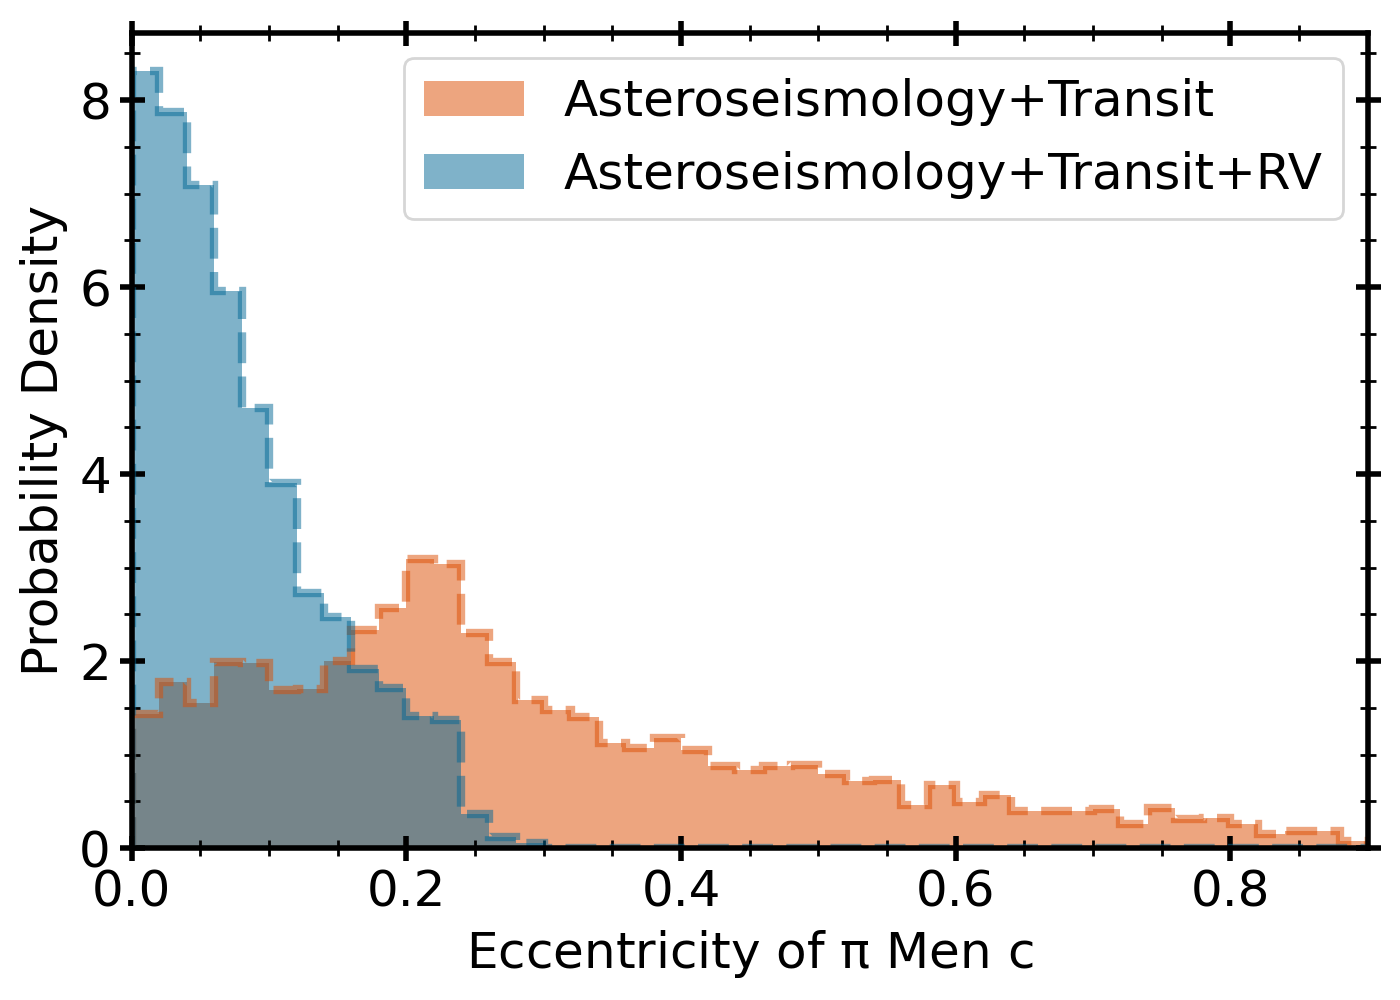 Asteroseismology+Transit
Asteroseismology+Transit+RV
Probability Density
8
6
4
2
0
0.0 0.2 0.4 0.6 0.8
Eccentricity of π Men c